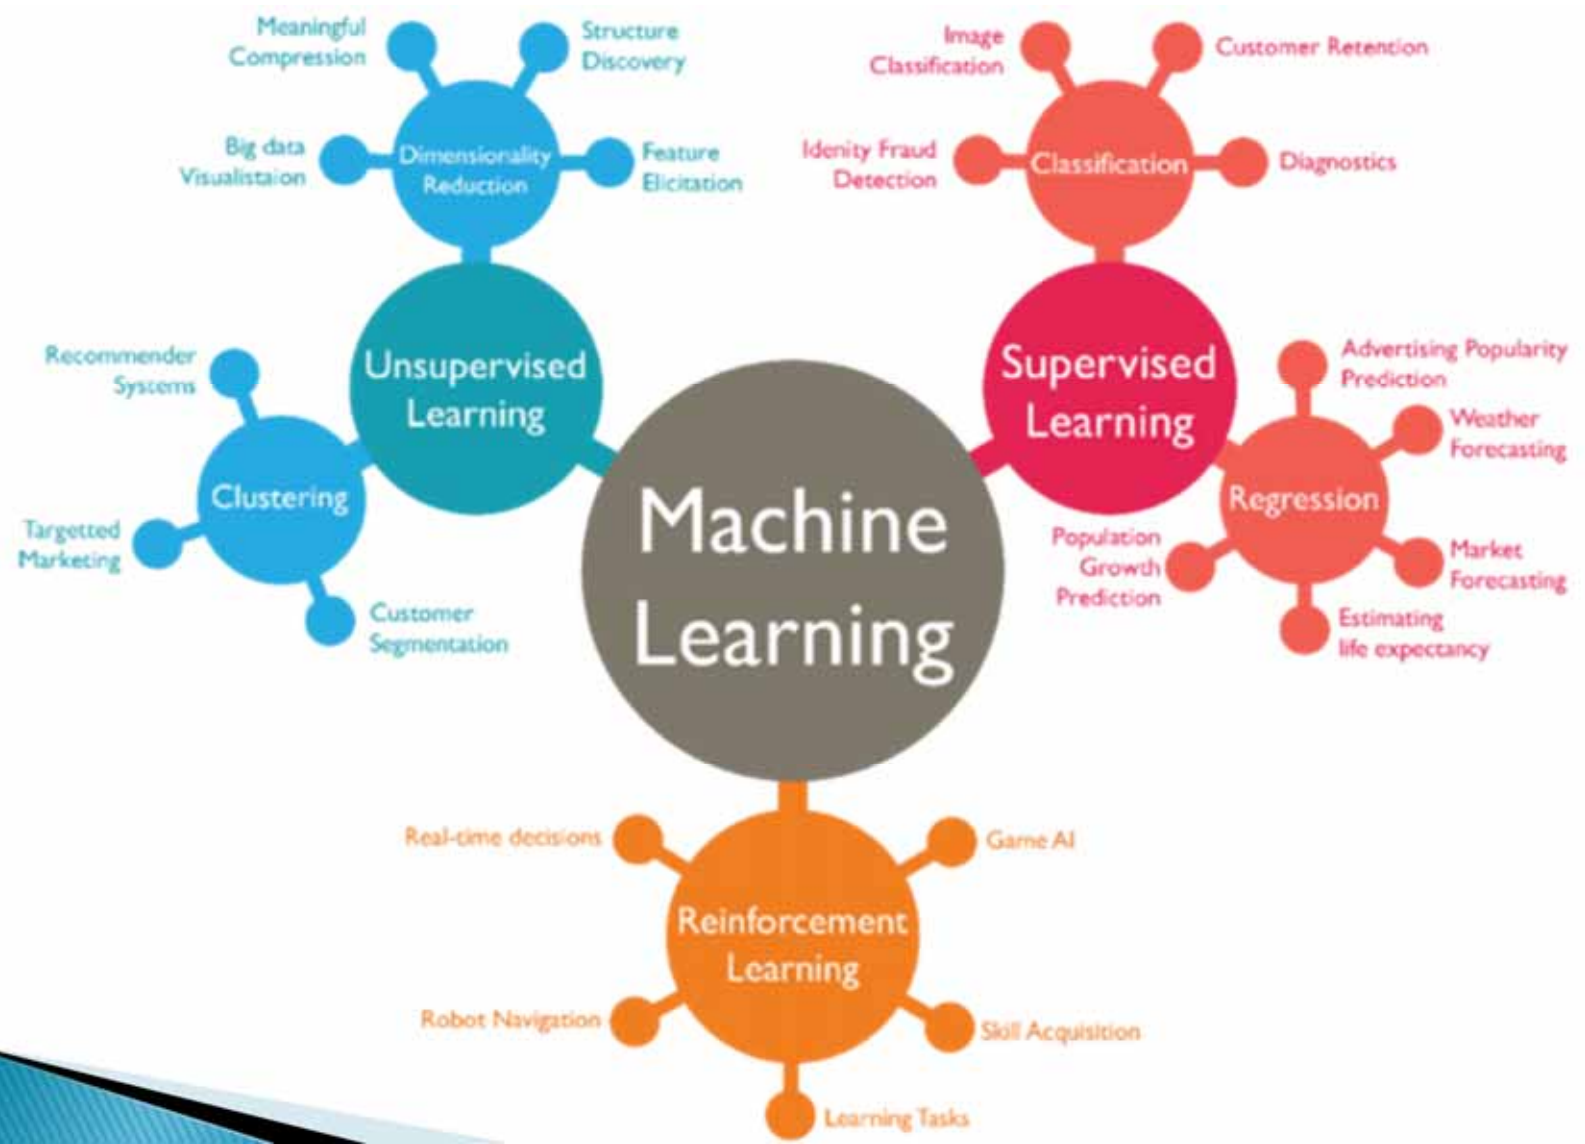 Meaningful
Compression
Structure
Discovery
Big data
Visualistaion
Dimensionality
Reduction
Feature
Elicitation
Image
Classification
Customer Retention
Idenity Fraud
Detection
Classification
Diagnostics
Unsupervised
Learning
Recommender
Systems
Clustering
Targetted
Marketing
Customer
Segmentation
Supervised
Learning
Advertising Popularity
Prediction
Weather
Forecasting
Regression
Population
Growth
Prediction
Market
Forecasting
Estimating
life expectancy
Machine
Learning
Real-time decisions
Game AI
Reinforcement
Learning
Robot Navigation
Skill Acquisition
Learning Tasks